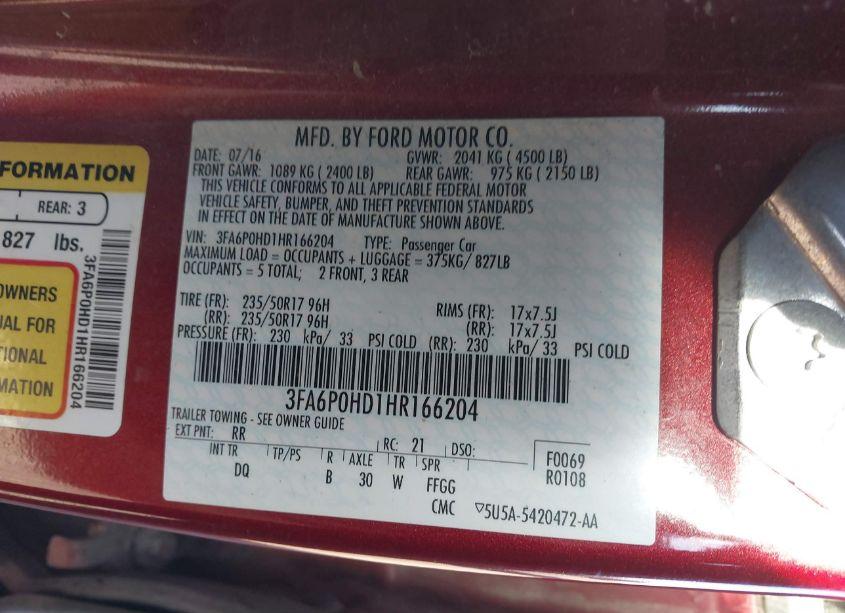 FORMATION
REAR: 3
827 lbs.
OWNERS
UAL FOR
TIONAL
RMATION
3FA6P0HD1HR166204
MFD. BY FORD MOTOR CO.
DATE: 07/16 GVWR: 2041 KG ( 4500 LB)
FRONT GAWR: 1089 KG ( 2400 LB) REAR GAWR: 975 KG ( 2150 LB)
THIS VEHICLE CONFORMS TO ALL APPLICABLE FEDERAL MOTOR
VEHICLE SAFETY, BUMPER, AND THEFT PREVENTION STANDARDS
IN EFFECT ON THE DATE OF MANUFACTURE SHOWN ABOVE.
VIN: 3FA6P0HD1HR166204 TYPE: Passenger Car
MAXIMUM LOAD = OCCUPANTS + LUGGAGE = 375KG/ 827LB
OCCUPANTS = 5 TOTAL; 2 FRONT, 3 REAR
TIRE (FR): 235/50R17 96H RIMS (FR): 17x7.5J
(RR): 235/50R17 96H (RR): 17x7.5J
PRESSURE (FR): 230 kPa/ 33 PSI COLD (RR): 230 kPa/ 33 PSI COLD
3FA6P0HD1HR166204
TRAILER TOWING - SEE OWNER GUIDE
EXT PNT: RR RC: 21 DSO: F0069
INT TR TP/PS R AXLE TR SPR R0108
DQ B 30 W FFGG
CMC ▽5U5A-5420472-AA